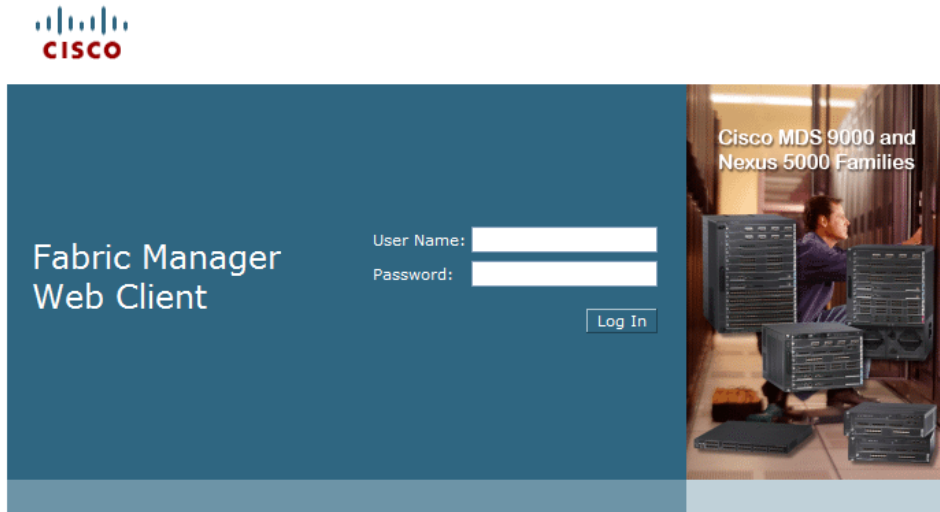 CISCO
Cisco MDS 9000 and
Nexus 5000 Families
Fabric Manager
Web Client
User Name:
Password:
Log In